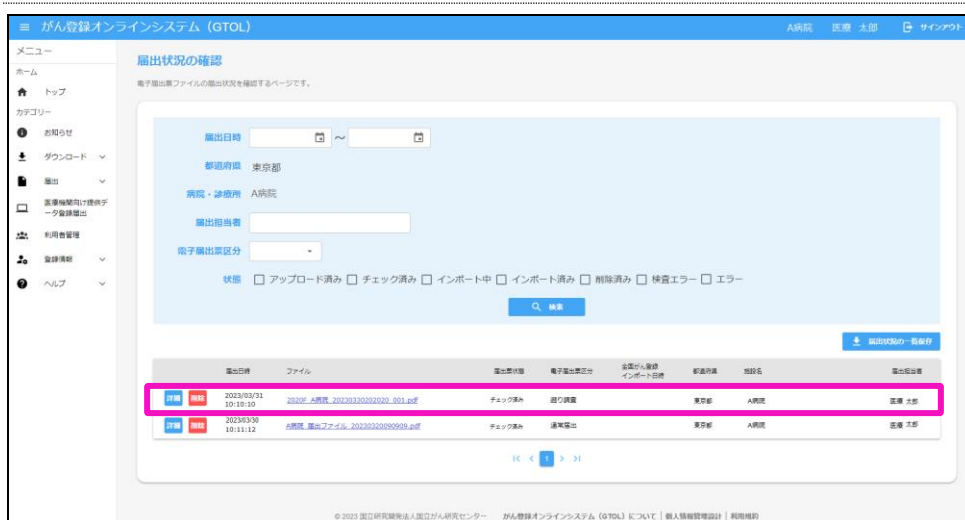 がん登録オンラインシステム（GTOL）
A病院 医療 太郎 サインアウト
メニュー
ホーム
トップ
カテゴリー
お知らせ
ダウンロード
届出
医療機関向け提供データ登録届出
利用者管理
登録情報
ヘルプ
届出状況の確認
電子届出票ファイルの届出状況を確認するページです。
届出日時 ～
都道府県 東京都
病院・診療所 A病院
届出担当者
電子届出票区分
状態 アップロード済み チェック済み インポート中 インポート済み 削除済み 検査エラー エラー
検索
届出状況の一覧保存
届出日時 ファイル 届出票状態 電子届出票区分 全国がん登録インポート日時 都道府県 施設名 届出担当者
詳細 削除 2023/03/31 10:10:10 2020F_A病院_20230330202020_001.pdf チェック済み 遡り調査 東京都 A病院 医療 太郎
詳細 削除 2023/03/30 10:11:12 A病院_届出ファイル_20230320090909.pdf チェック済み 通常届出 東京都 A病院 医療 太郎
1
© 2023 国立研究開発法人国立がん研究センター がん登録オンラインシステム（GTOL）について | 個人情報管理設計 | 利用規約